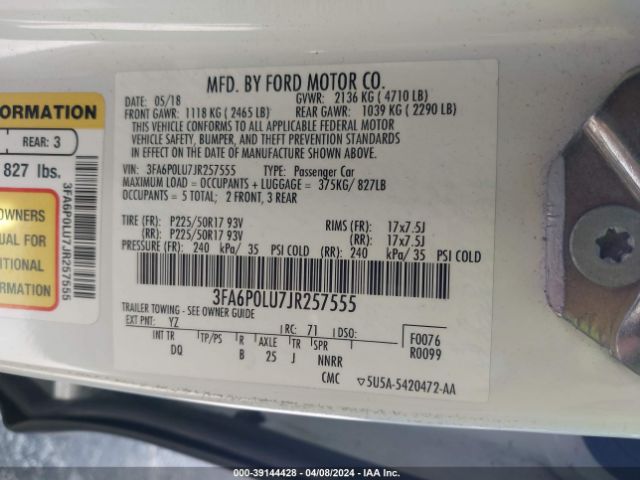 ORMATION
REAR: 3
827 lbs.
OWNERS
UAL FOR
ITIONAL
MATION
3FA6P0LU7JR257555
MFD. BY FORD MOTOR CO.
DATE: 05/18 GVWR: 2136 KG ( 4710 LB)
FRONT GAWR: 1118 KG ( 2465 LB) REAR GAWR: 1039 KG ( 2290 LB)
THIS VEHICLE CONFORMS TO ALL APPLICABLE FEDERAL MOTOR
VEHICLE SAFETY, BUMPER, AND THEFT PREVENTION STANDARDS
IN EFFECT ON THE DATE OF MANUFACTURE SHOWN ABOVE.
VIN: 3FA6P0LU7JR257555 TYPE: Passenger Car
MAXIMUM LOAD = OCCUPANTS + LUGGAGE = 375KG/ 827LB
OCCUPANTS = 5 TOTAL; 2 FRONT, 3 REAR
TIRE (FR): P225/50R17 93V RIMS (FR): 17x7.5J
(RR): P225/50R17 93V (RR): 17x7.5J
PRESSURE (FR): 240 kPa/ 35 PSI COLD (RR): 240 kPa/ 35 PSI COLD
3FA6P0LU7JR257555
TRAILER TOWING - SEE OWNER GUIDE
EXT PNT: YZ RC: 71 DSO: F0076
INT TR TP/PS R AXLE TR SPR R0099
DQ B 25 J NNRR
CMC 5U5A-5420472-AA
000-39144428 - 04/08/2024 - IAA Inc.